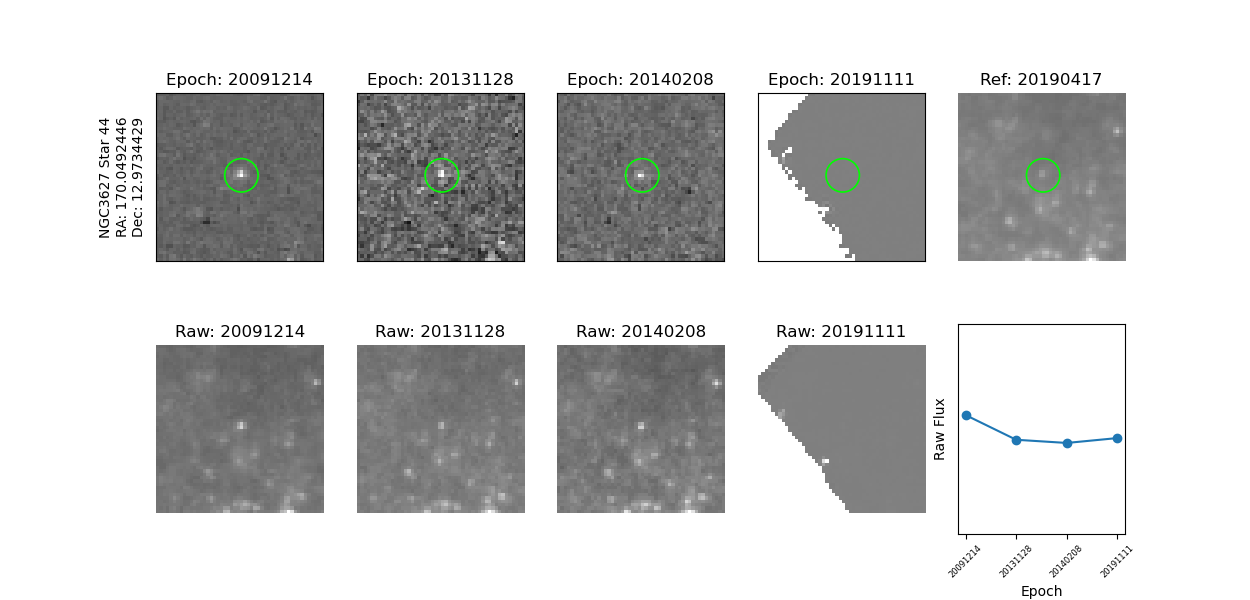 NGC3627 Star 44
RA: 170.0492446
Dec: 12.9734429
Epoch: 20091214
Epoch: 20131128
Epoch: 20140208
Epoch: 20191111
Ref: 20190417
Raw: 20091214
Raw: 20131128
Raw: 20140208
Raw: 20191111
Raw Flux
20091214
20131128
20140208
20191111
Epoch